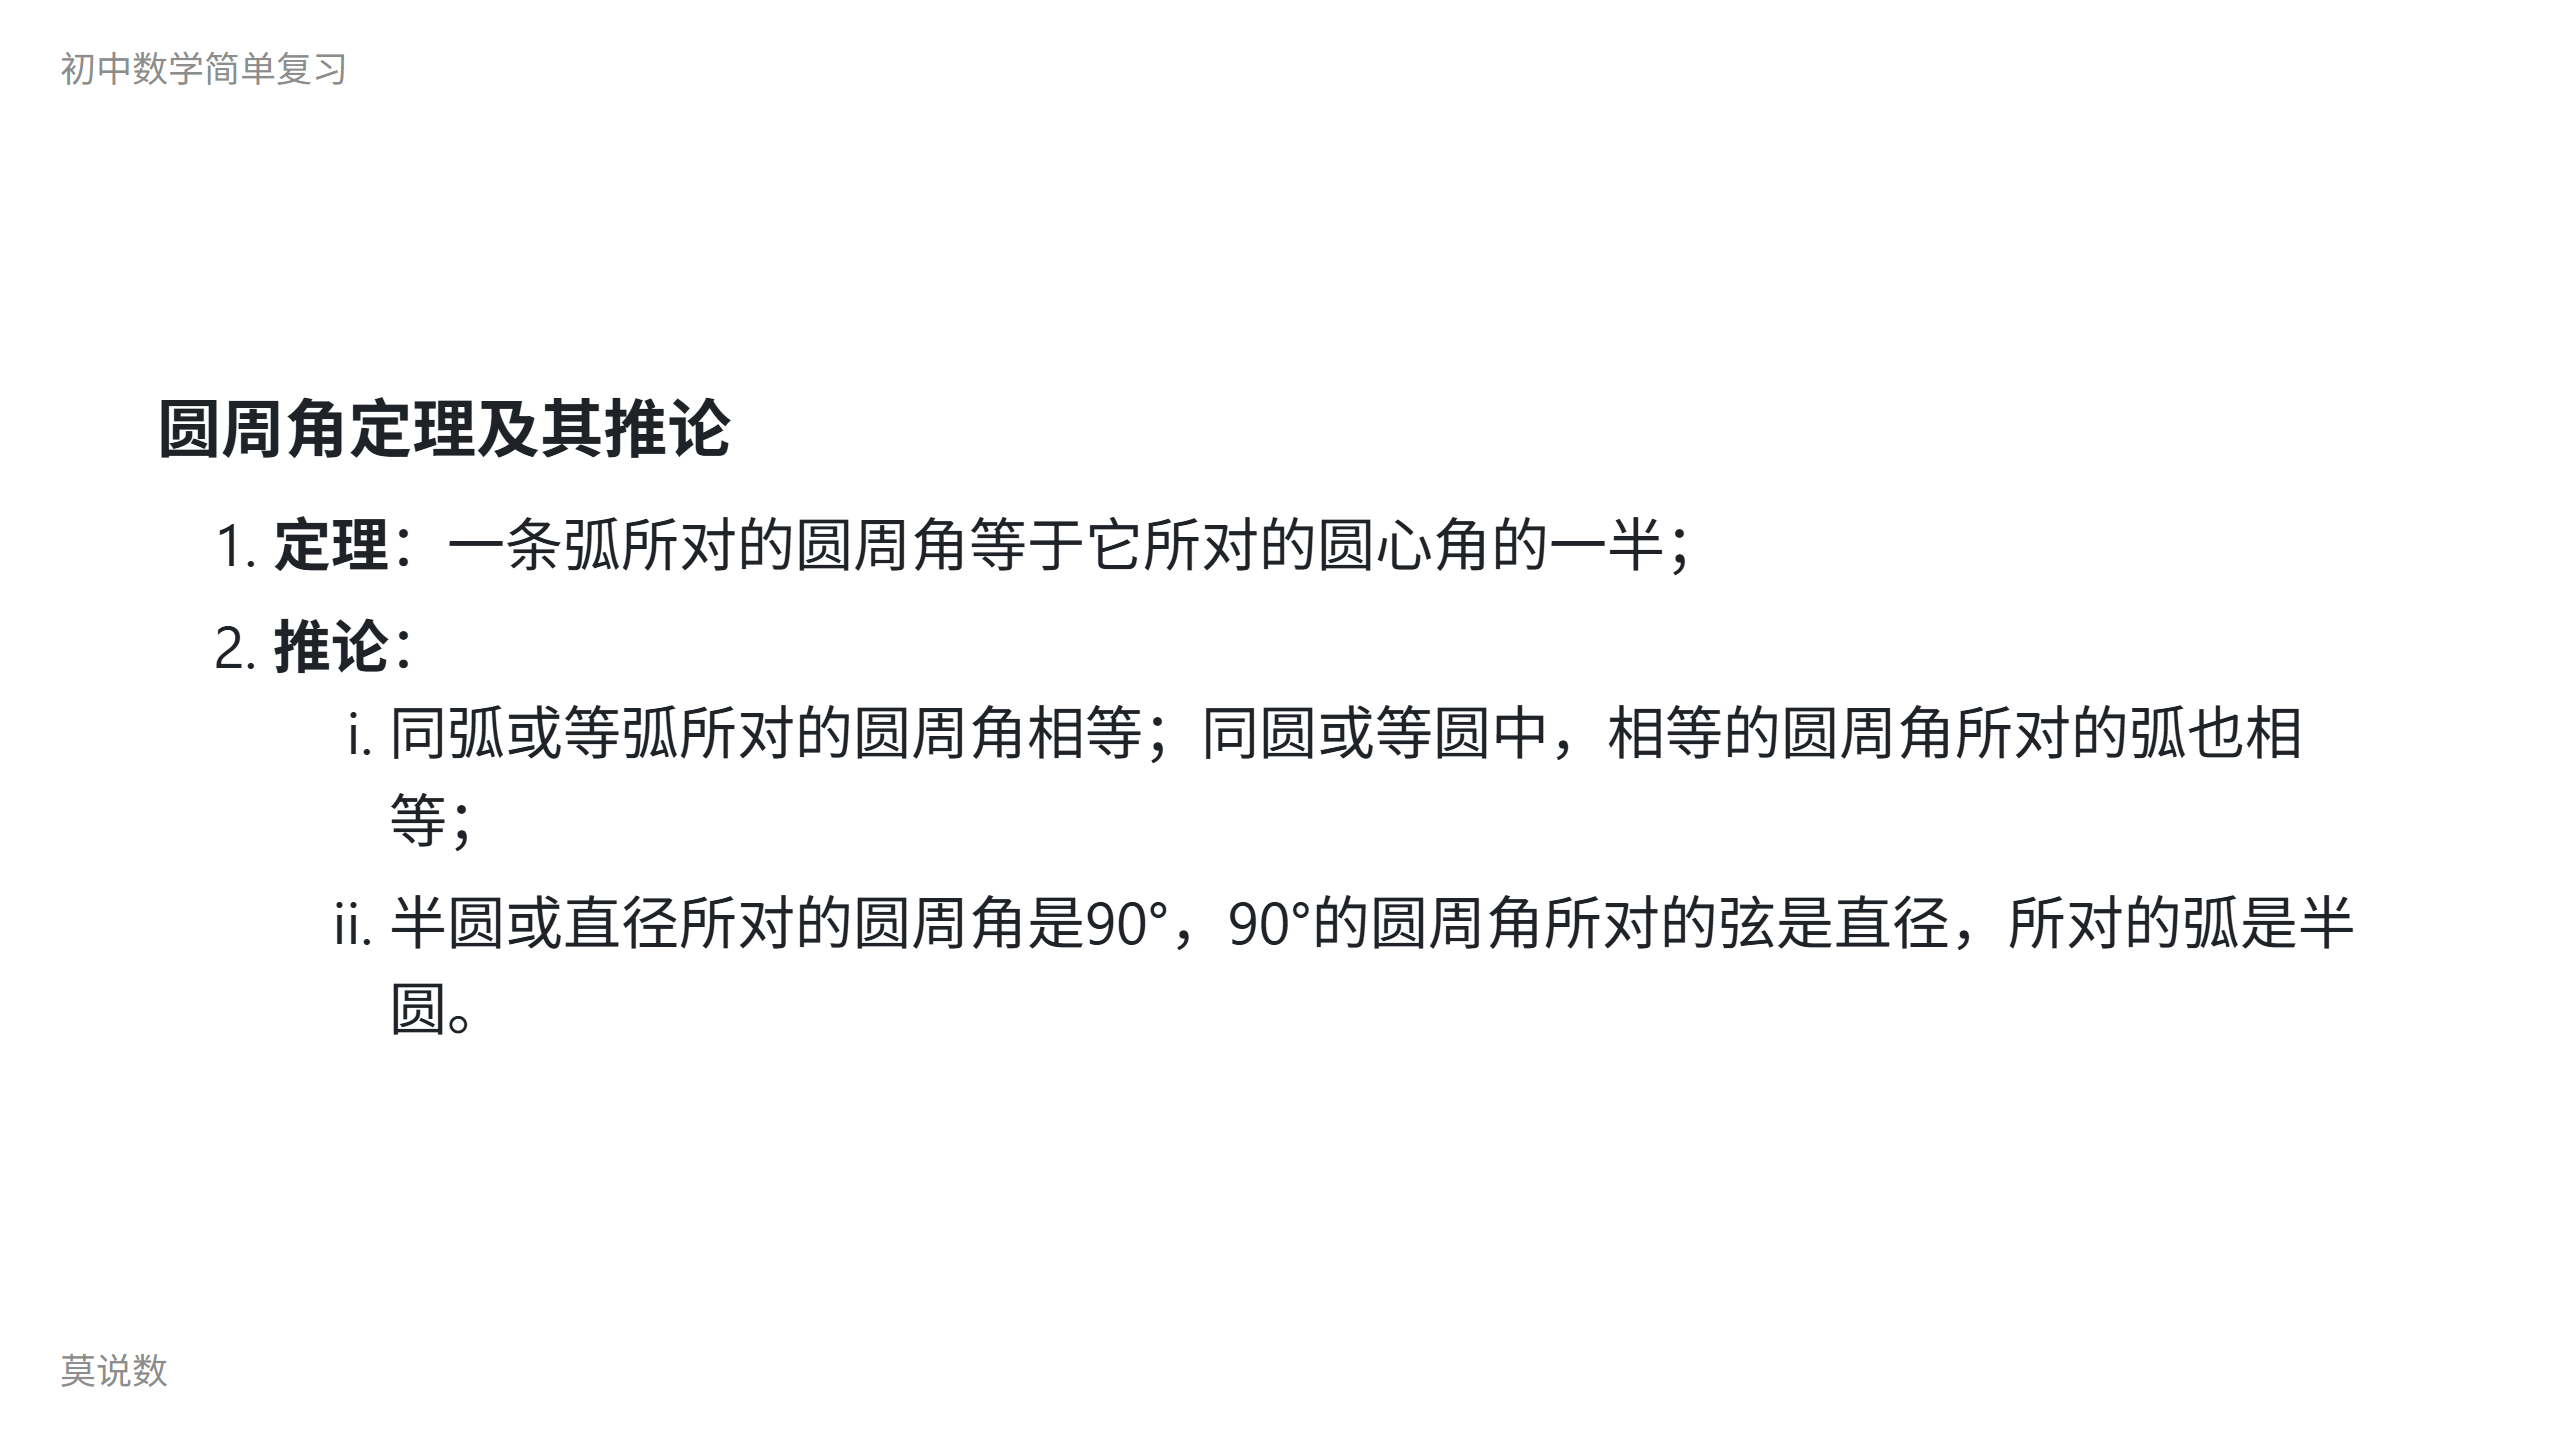 初中数学简单复习
圆周角定理及其推论
1. 定理：一条弧所对的圆周角等于它所对的圆心角的一半；
2. 推论：
i. 同弧或等弧所对的圆周角相等；同圆或等圆中，相等的圆周角所对的弧也相
等；
ii. 半圆或直径所对的圆周角是90°，90°的圆周角所对的弦是直径，所对的弧是半
圆。
莫说数